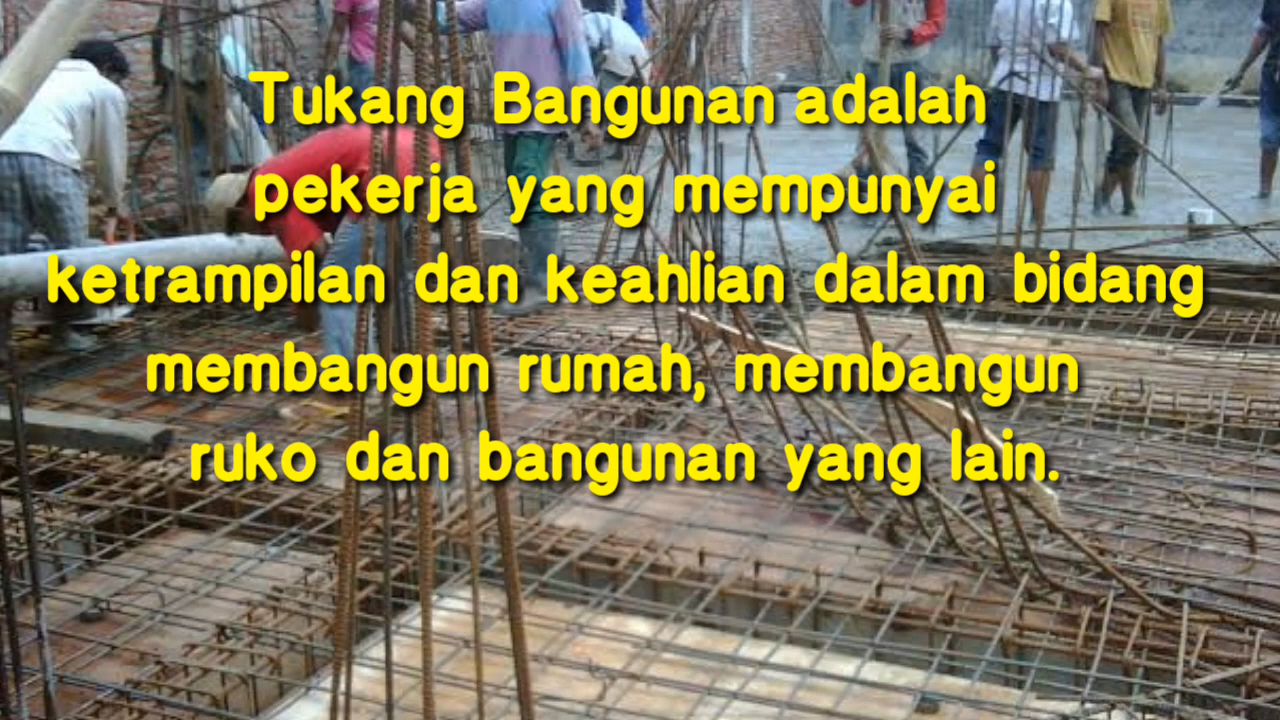 Tukang Bangunan adalah
pekerja yang mempunyai
ketrampilan dan keahlian dalam bidang
membangun rumah, membangun
ruko dan bangunan yang lain.